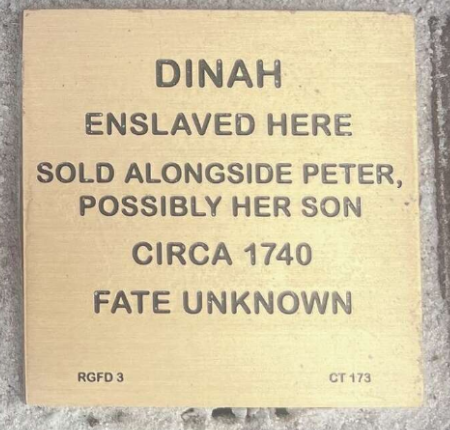 DINAH
ENSLAVED HERE
SOLD ALONGSIDE PETER,
POSSIBLY HER SON
CIRCA 1740
FATE UNKNOWN
RGFD 3 CT 173